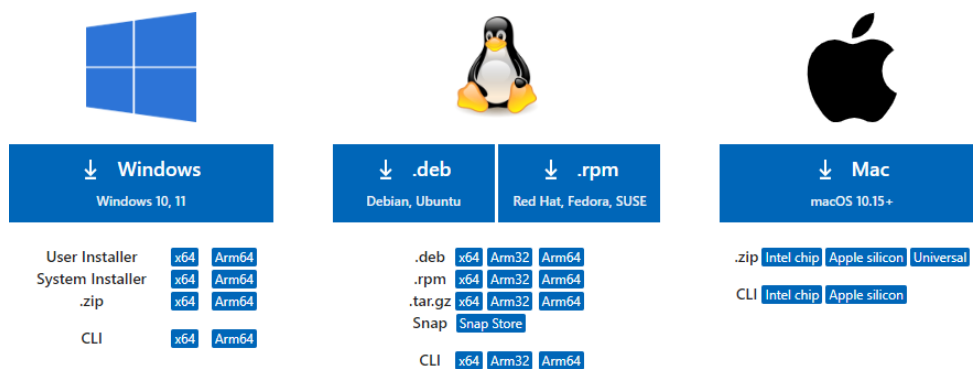 Windows
Windows 10, 11
User Installer x64 Arm64
System Installer x64 Arm64
.zip x64 Arm64
CLI x64 Arm64
.deb
Debian, Ubuntu
.rpm
Red Hat, Fedora, SUSE
.deb x64 Arm32 Arm64
.rpm x64 Arm32 Arm64
.tar.gz x64 Arm32 Arm64
Snap Snap Store
CLI x64 Arm32 Arm64
Mac
macOS 10.15+
.zip Intel chip Apple silicon Universal
CLI Intel chip Apple silicon